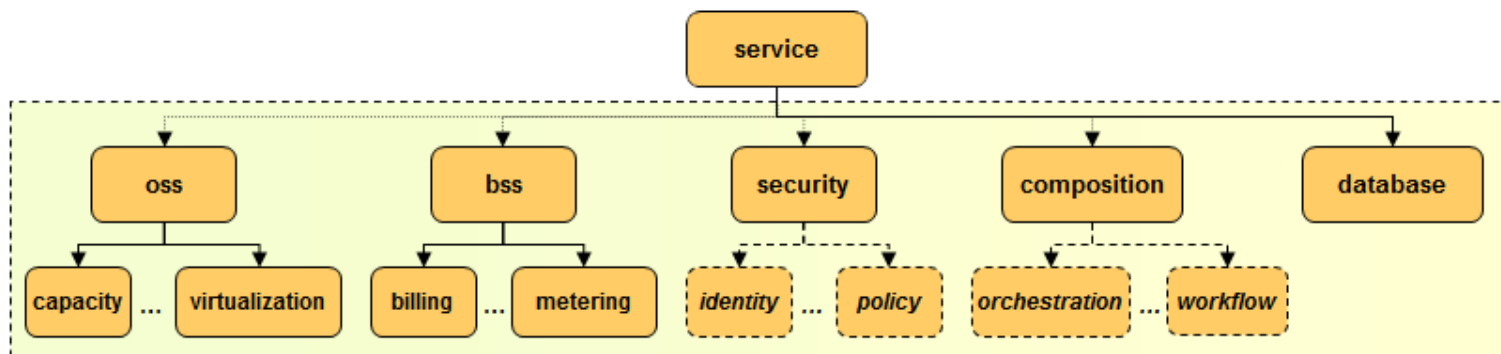 service
oss
bss
security
composition
database
capacity ... virtualization
billing ... metering
identity ... policy
orchestration ... workflow